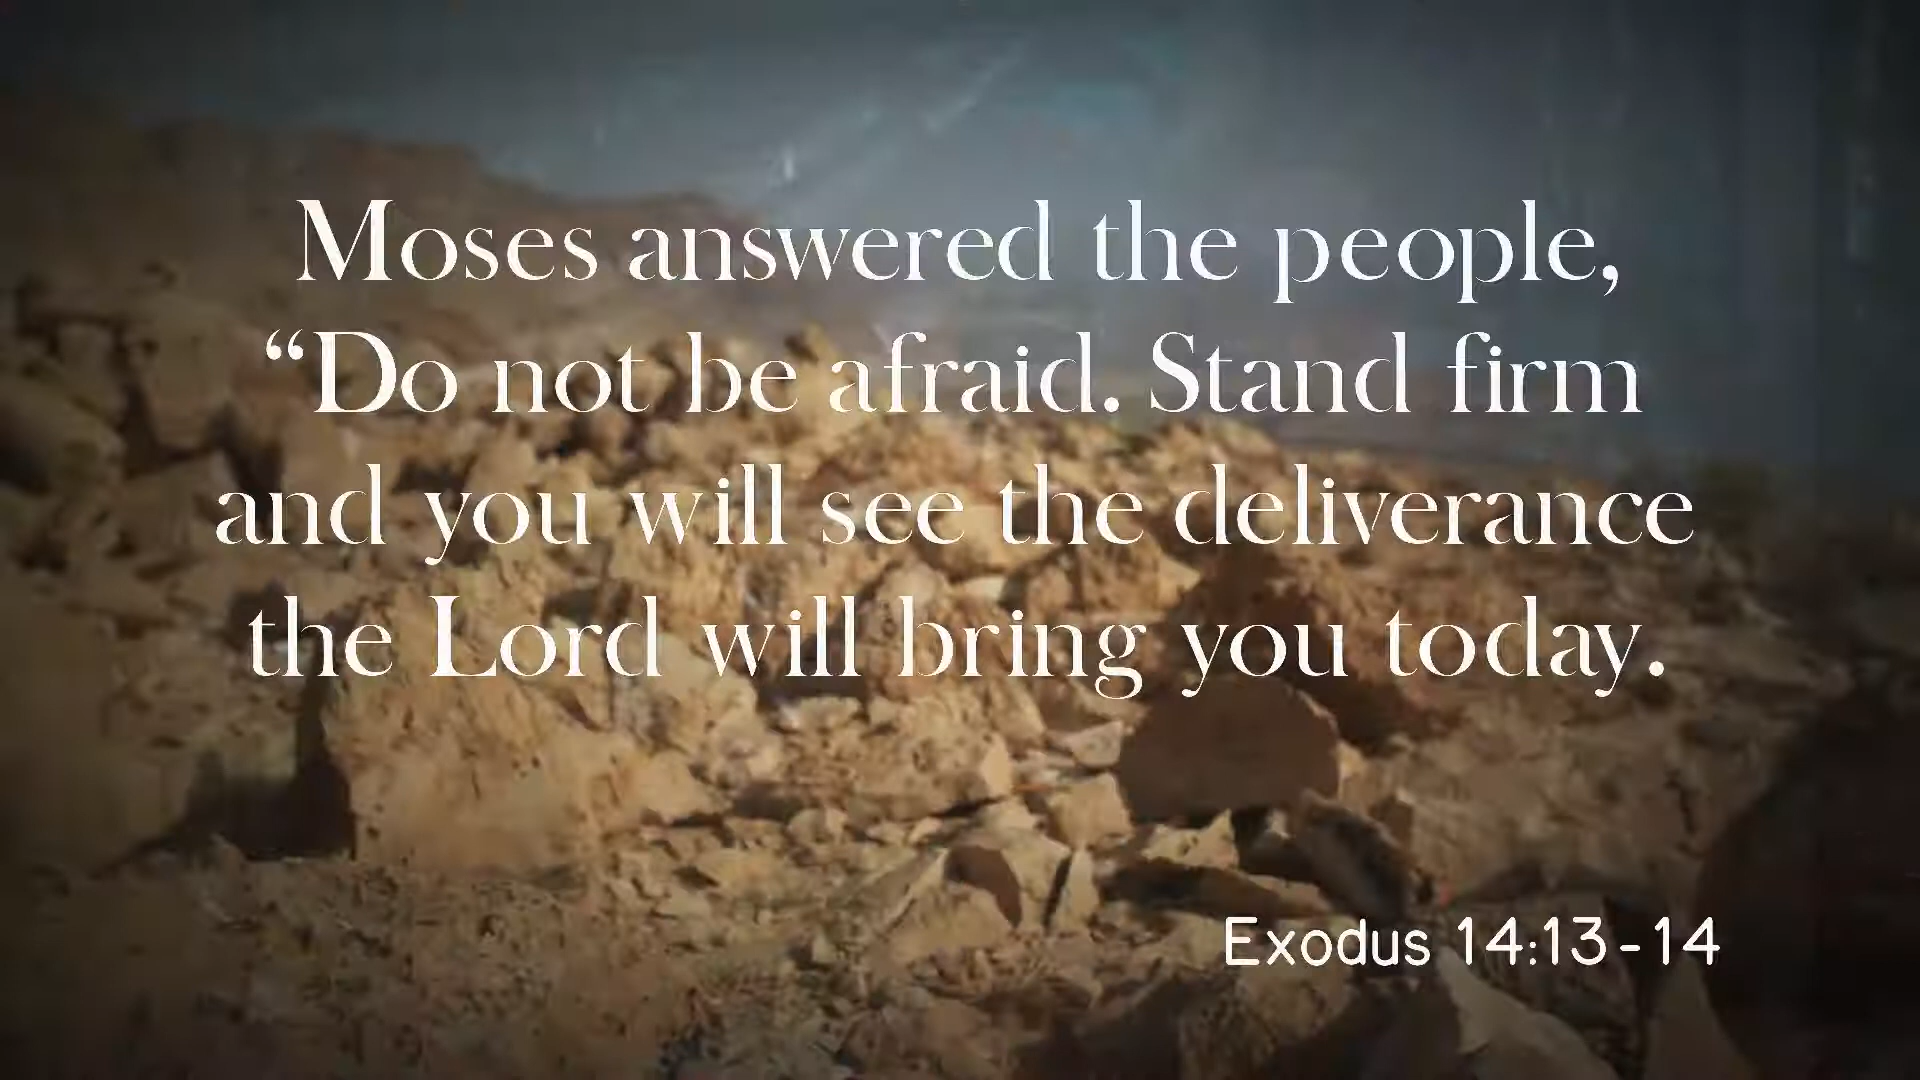 Moses answered the people,
“Do not be afraid. Stand firm
and you will see the deliverance
the Lord will bring you today.
Exodus 14:13-14